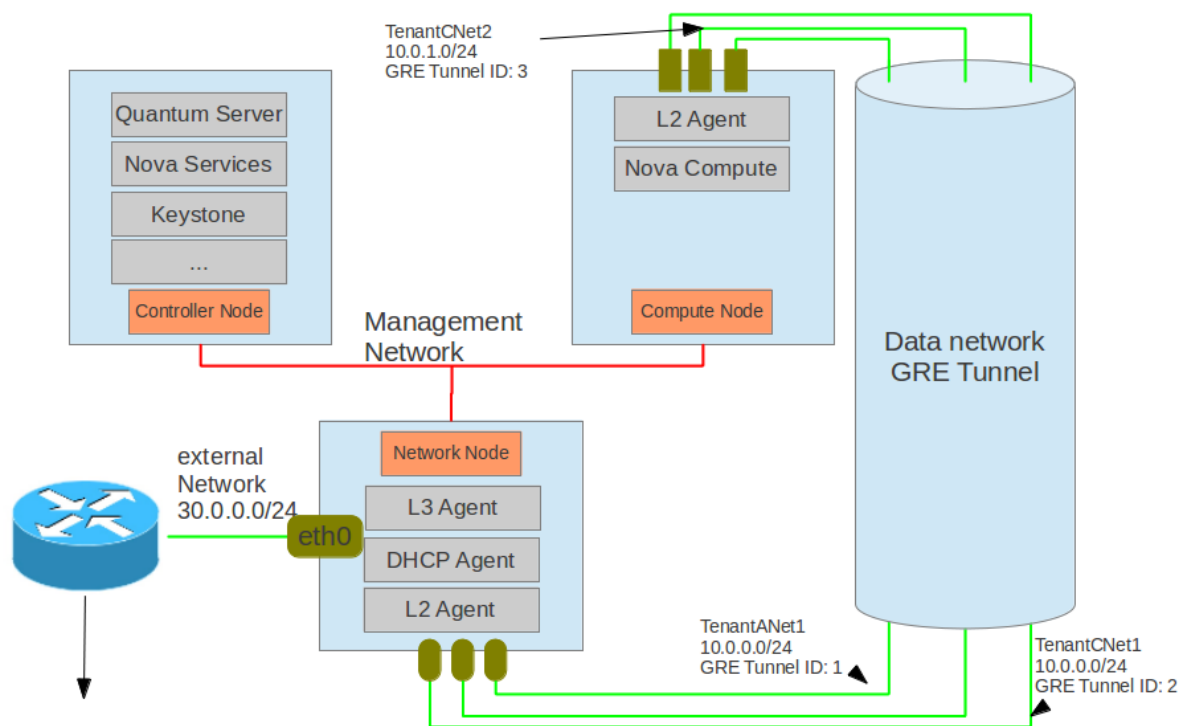 TenantCNet2
10.0.1.0/24
GRE Tunnel ID: 3
Quantum Server
Nova Services
Keystone
...
Controller Node
L2 Agent
Nova Compute
Compute Node
Management
Network
Data network
GRE Tunnel
external
Network
30.0.0.0/24
eth0
Network Node
L3 Agent
DHCP Agent
L2 Agent
TenantANet1
10.0.0.0/24
GRE Tunnel ID: 1
TenantCNet1
10.0.0.0/24
GRE Tunnel ID: 2